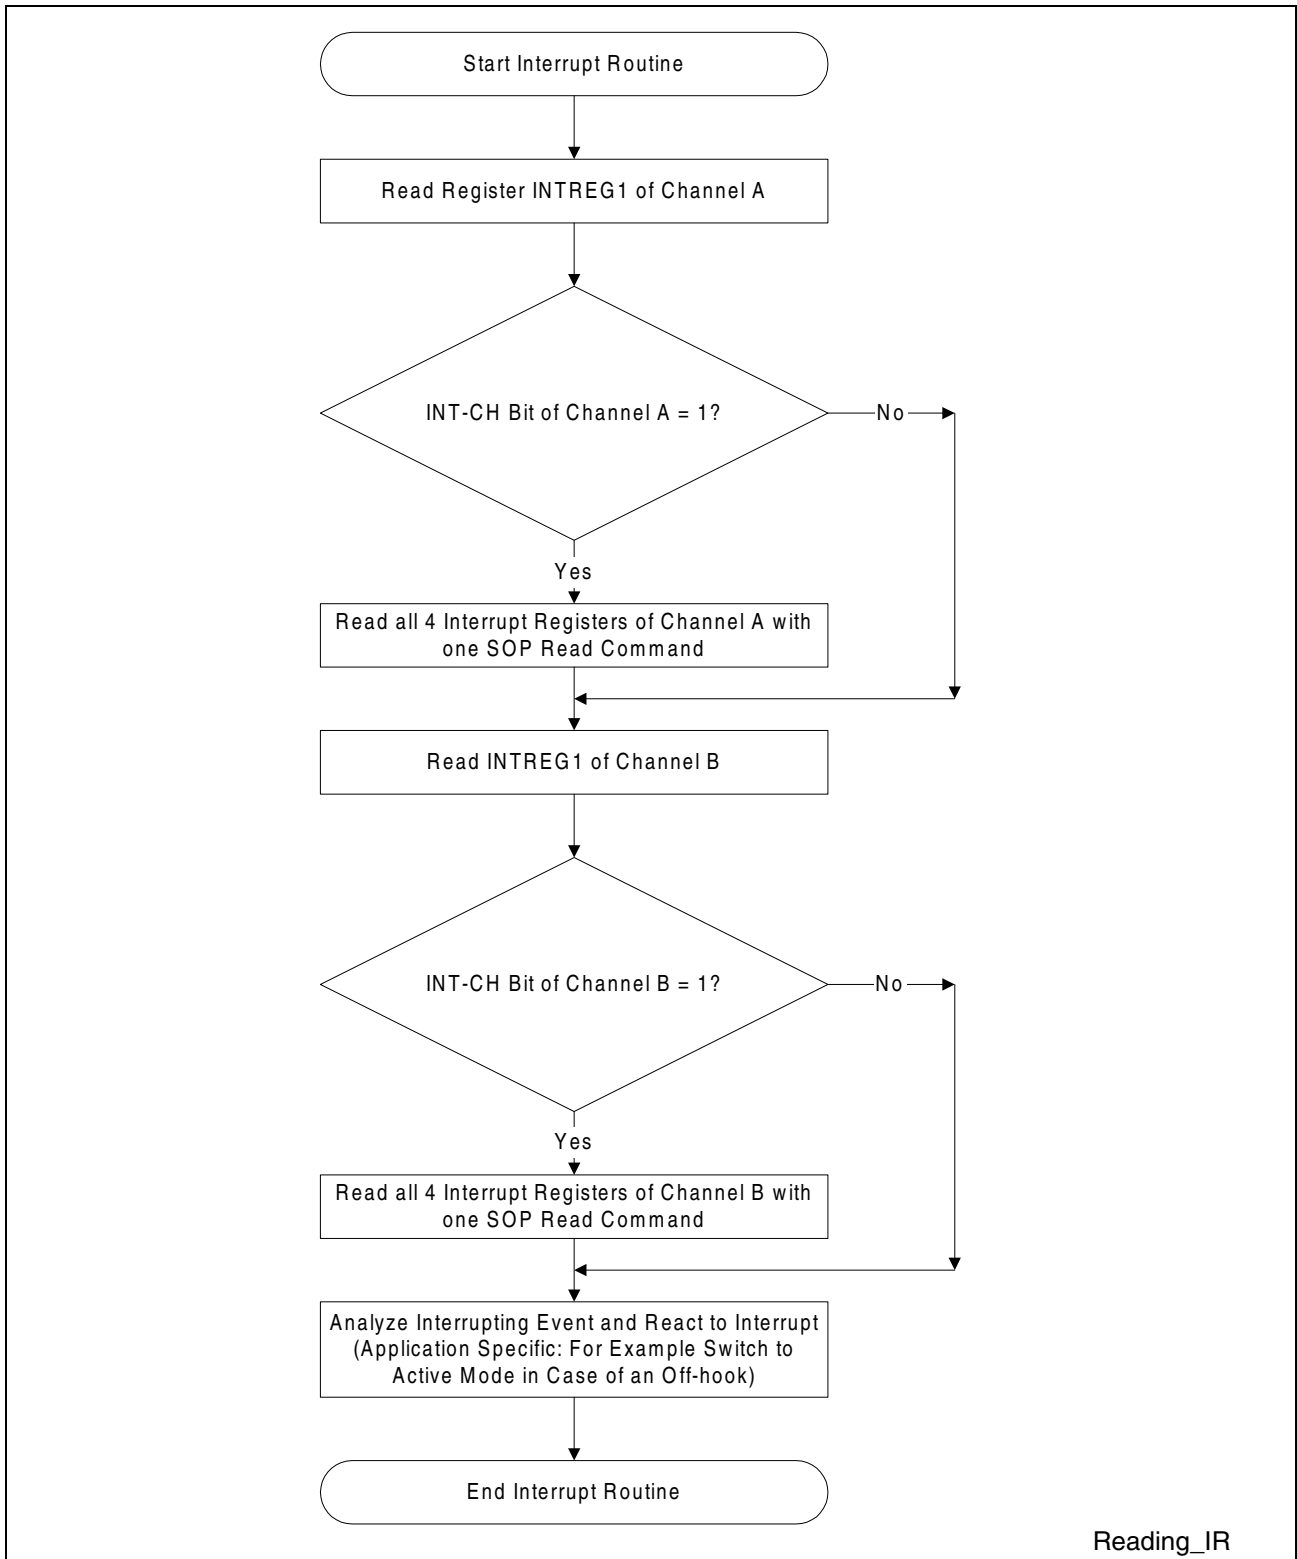 Start Interrupt Routine
Read Register INTREG1 of Channel A
INT-CH Bit of Channel A = 1?
No
Yes
Read all 4 Interrupt Registers of Channel A with
one SOP Read Command
Read INTREG1 of Channel B
INT-CH Bit of Channel B = 1?
No
Yes
Read all 4 Interrupt Registers of Channel B with
one SOP Read Command
Analyze Interrupting Event and React to Interrupt
(Application Specific: For Example Switch to
Active Mode in Case of an Off-hook)
End Interrupt Routine
Reading_IR